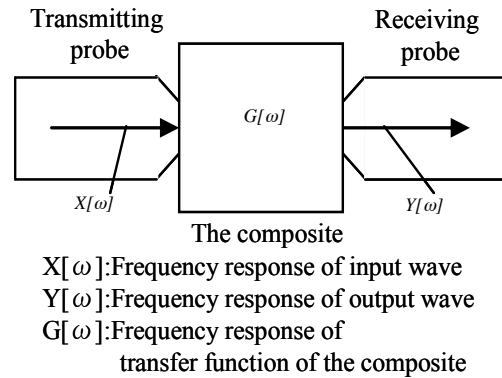 Transmitting
probe
Receiving
probe
G[ω]
X[ω]
Y[ω]
The composite
X[ω]:Frequency response of input wave
Y[ω]:Frequency response of output wave
G[ω]:Frequency response of
transfer function of the composite